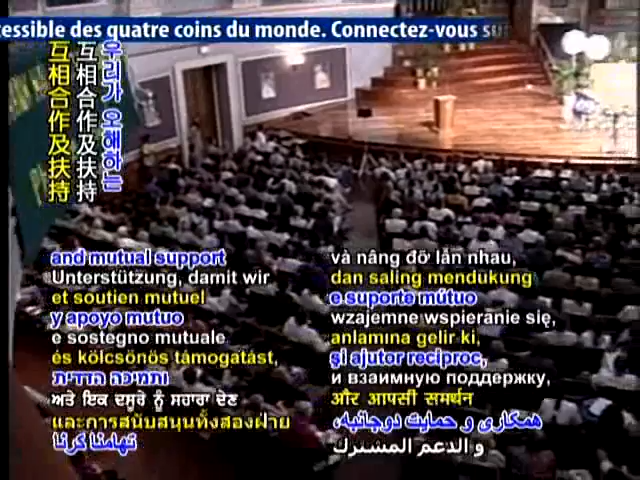 cessible des quatre coins du monde. Connectez-vous su
우리가 오해하는
互相合作及扶持
互相合作及扶持
and mutual support
Unterstützung, damit wir
et soutien mutuel
y apoyo mutuo
e sostegno mutuale
és kölcsönös támogatást,
ותמיכה הדדית
ਅਤੇ ਇਕ ਦਸੂਰੇ ਨੂੰ ਸਹਾਰਾ ਦੇਣ
และการสนับสนุนทั้งสองฝ่าย
تهامنا كرنا
và nâng đỡ lẫn nhau,
dan saling mendukung
e suporte mútuo
wzajemne wspieranie się,
anlamına gelir ki,
şi ajutor reciproc,
и взаимную поддержку,
और आपसी समर्थन
همکاری و حمایت دوجانبه،
و الدعم المشترك